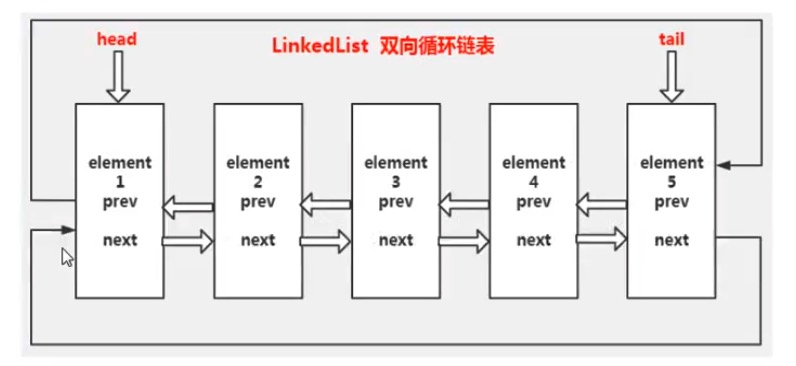 head
LinkedList 双向循环链表
tail
element
1
prev
next
element
2
prev
next
element
3
prev
next
element
4
prev
next
element
5
prev
next